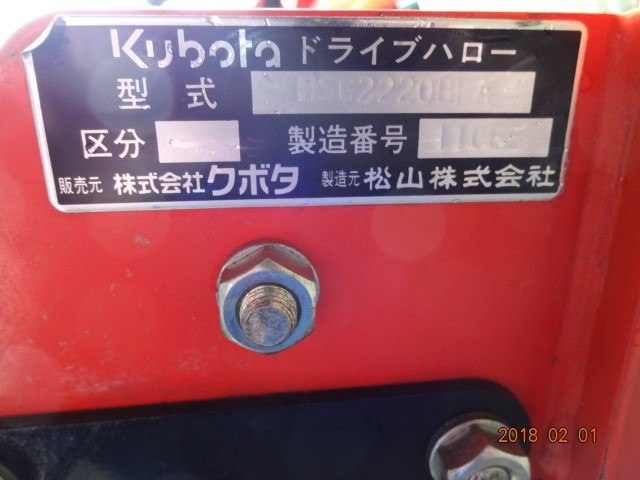 Kubota ドライブハロー
型式
区分 製造番号
販売元 株式会社クボタ 製造元 松山株式会社
2018 02 01